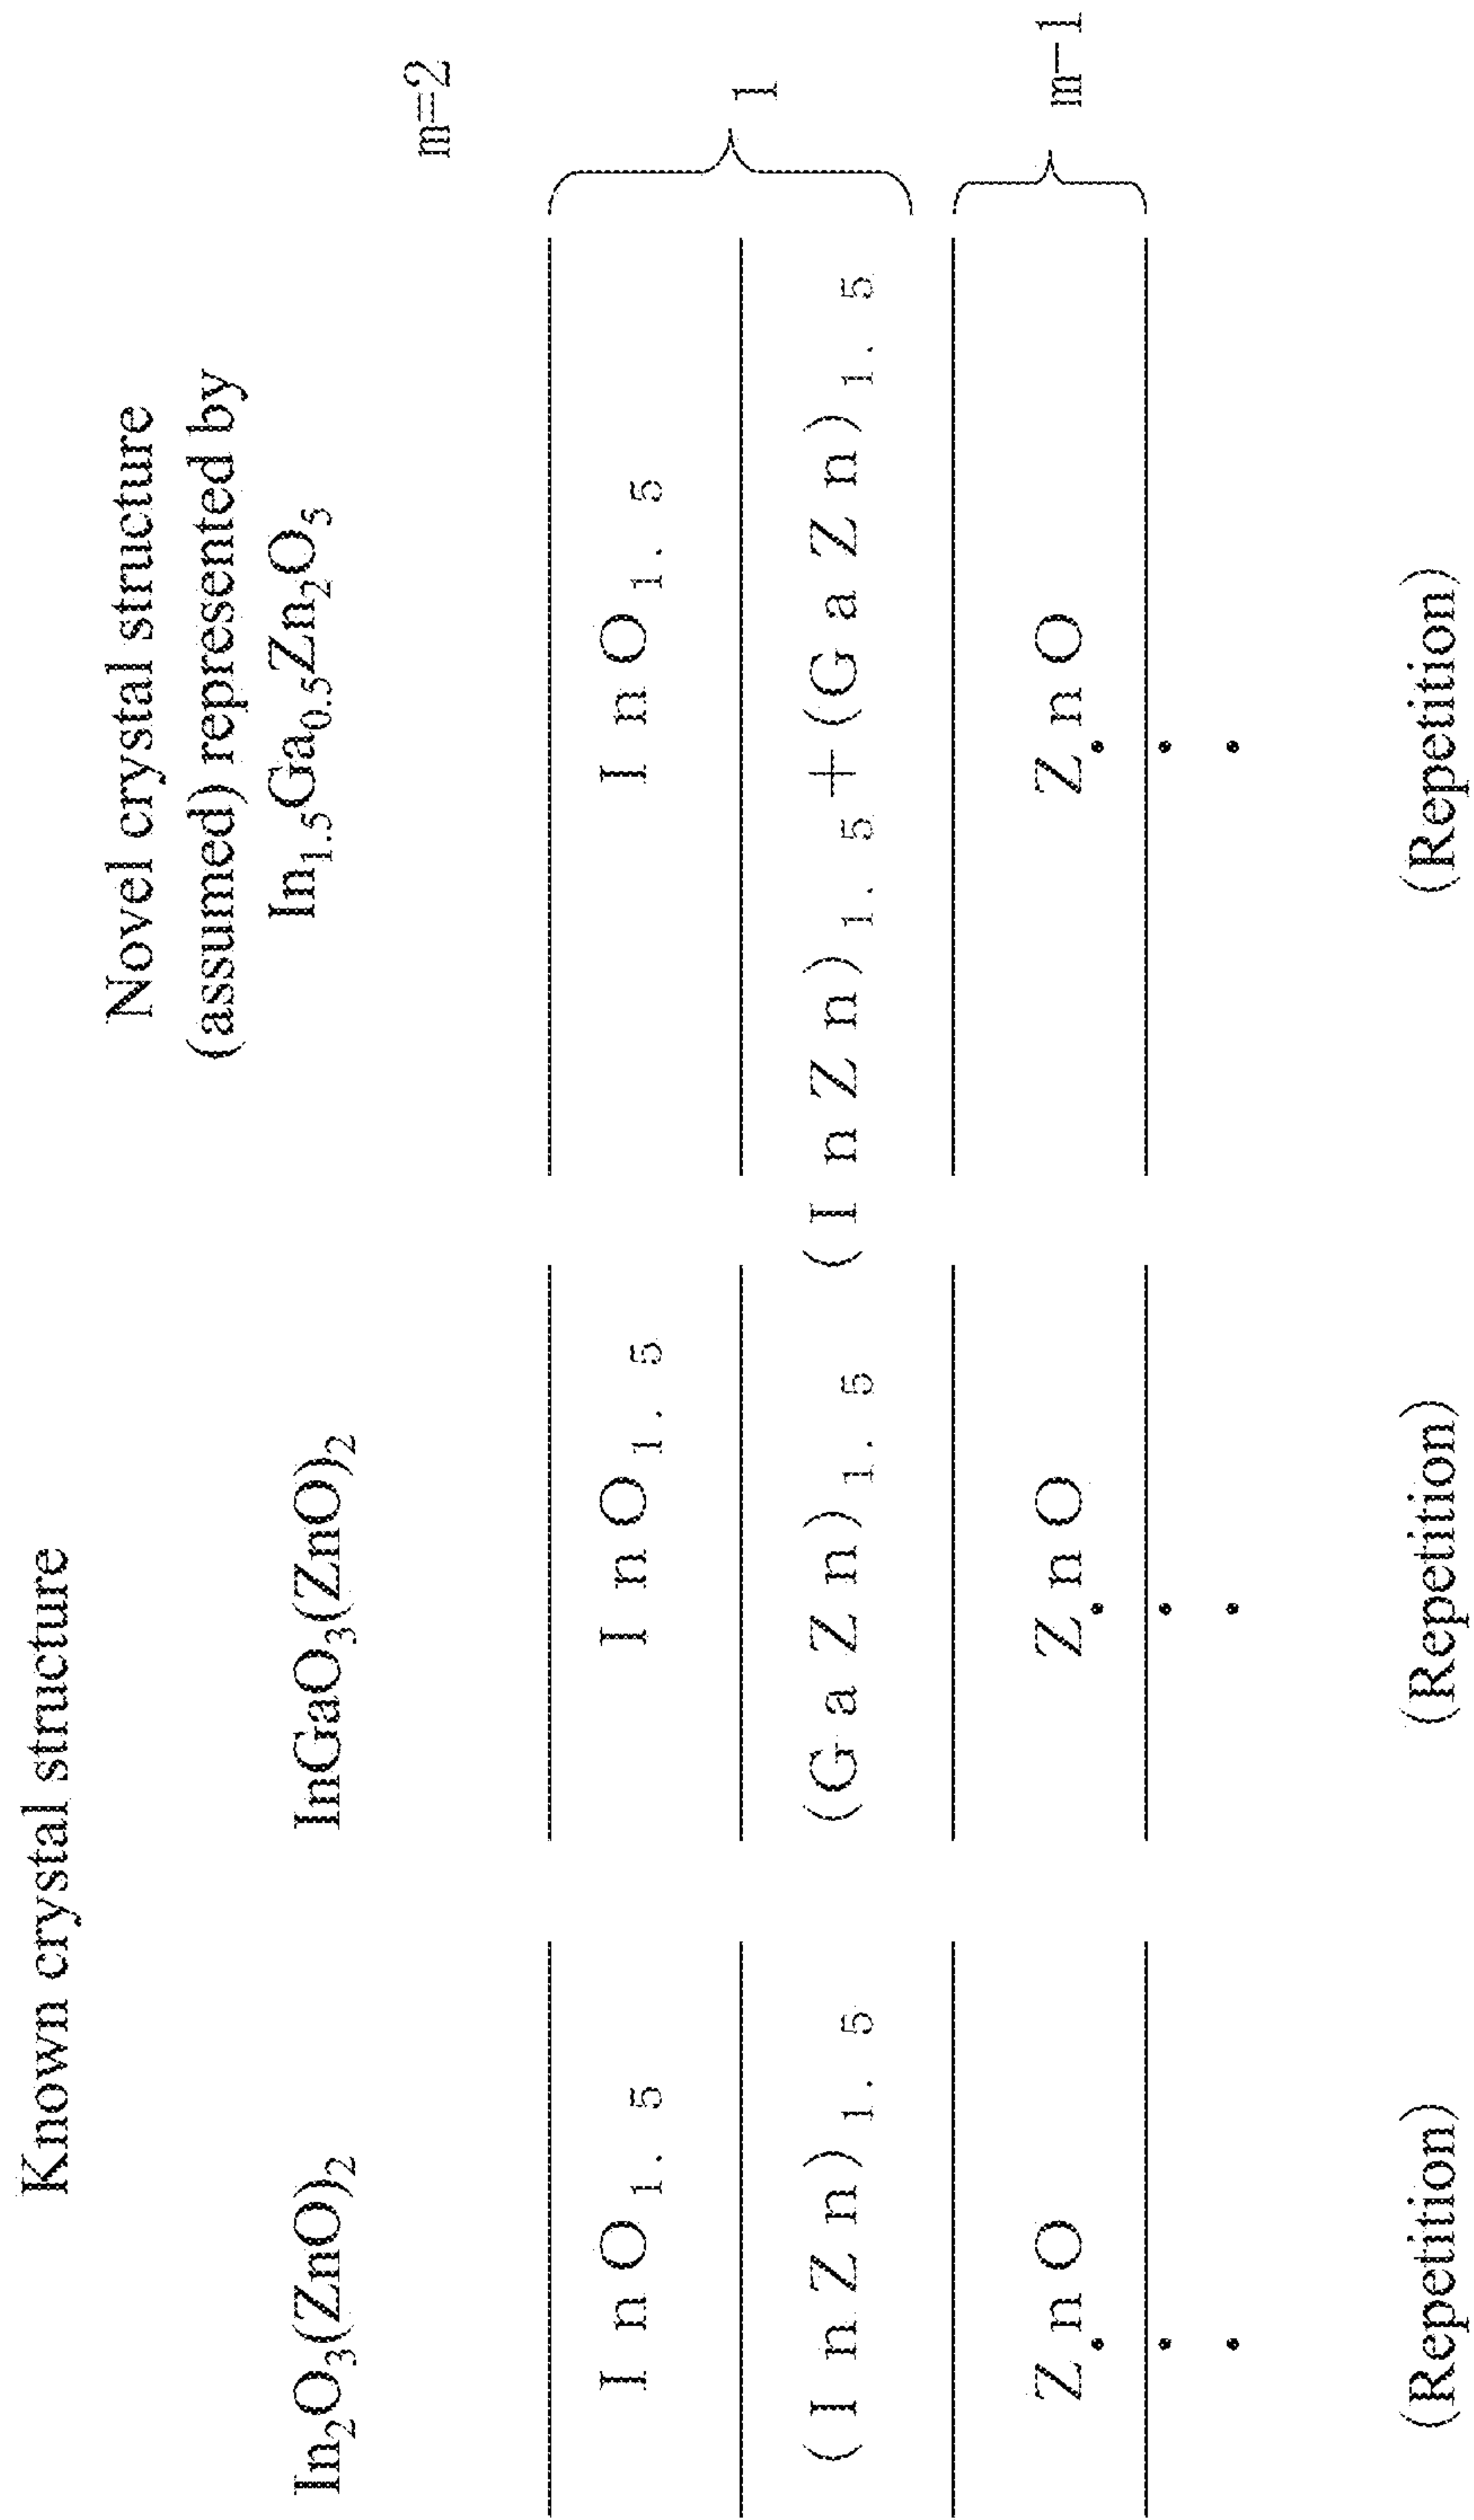 Known crystal structure
In₂O₃(ZnO)₂
InO₁.₅
(InZn)₁.₅
ZnO
(Repetition)
InGaO₃(ZnO)₂
InO₁.₅
(GaZn)₁.₅
ZnO
(Repetition)
Novel crystal structure
(assumed) represented by
In₁.₅Ga₀.₅Zn₂O₅
InO₁.₅
(InZn)₁.₅+(GaZn)₁.₅
ZnO
(Repetition)
m=2
1
m-1